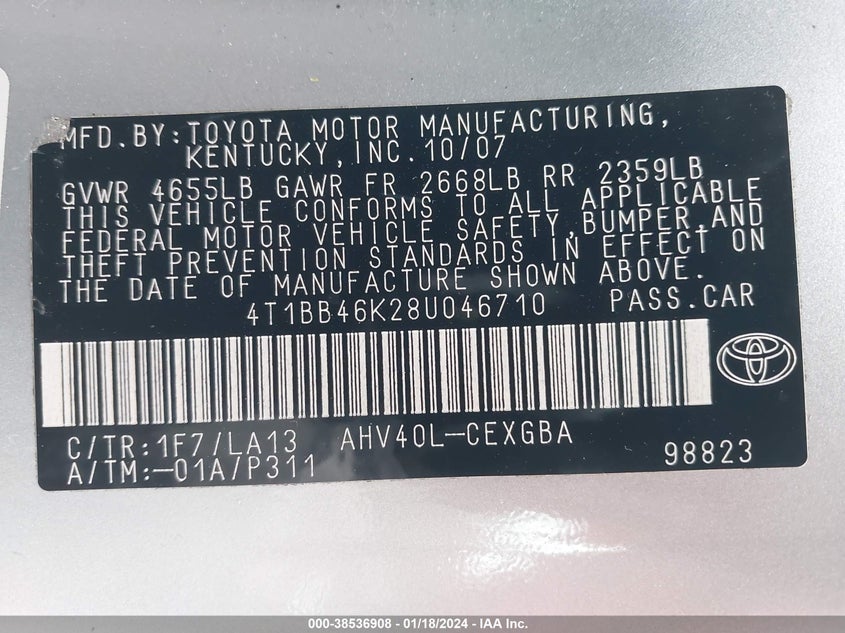 MFD.BY:TOYOTA MOTOR MANUFACTURING,
KENTUCKY,INC.10/07
GVWR 4655LB GAWR FR 2668LB RR 2359LB
THIS VEHICLE CONFORMS TO ALL APPLICABLE
FEDERAL MOTOR VEHICLE SAFETY,BUMPER,AND
THEFT PREVENTION STANDARDS IN EFFECT ON
THE DATE OF MANUFACTURE SHOWN ABOVE.
4T1BB46K28U046710 PASS.CAR
C/TR:1F7/LA13 AHV40L-CEXGBA
A/TM:-01A/P311 98823
000-38536908 - 01/18/2024 - IAA Inc.